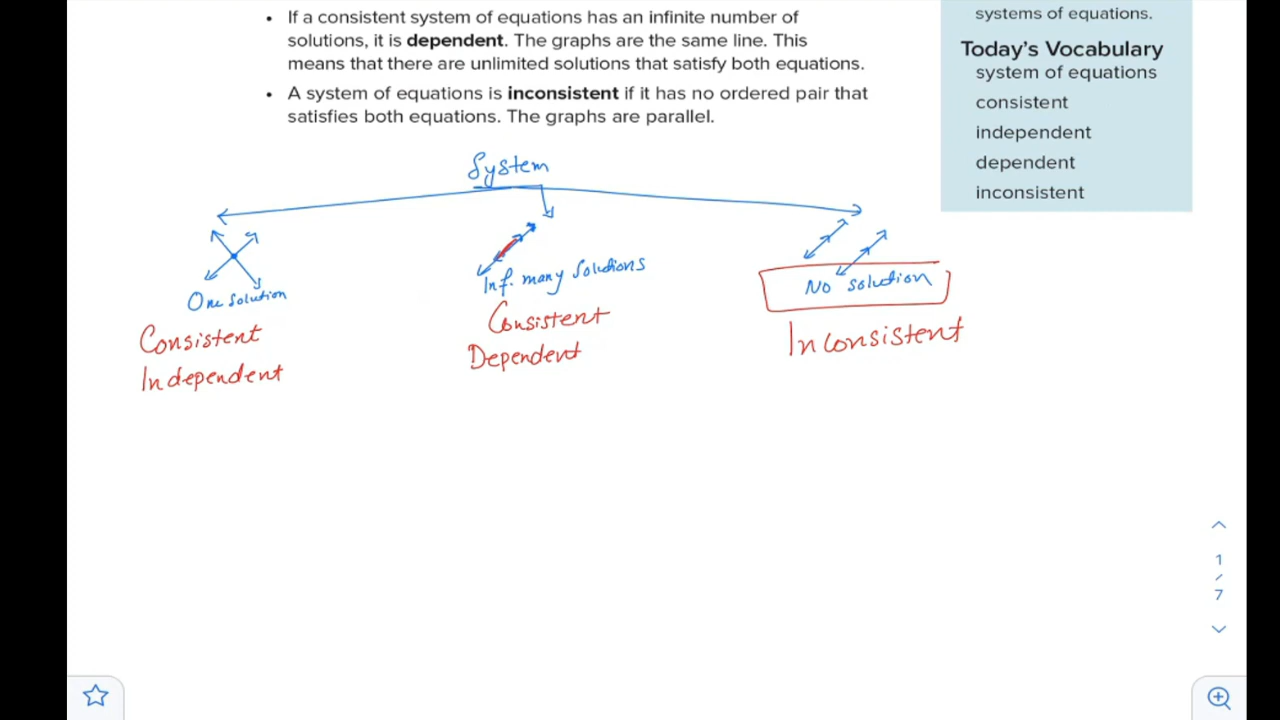 If a consistent system of equations has an infinite number of
solutions, it is dependent. The graphs are the same line. This
means that there are unlimited solutions that satisfy both equations.
A system of equations is inconsistent if it has no ordered pair that
satisfies both equations. The graphs are parallel.
systems of equations.
Today's Vocabulary
system of equations
consistent
independent
dependent
inconsistent
System
One solution
Consistent
Independent
Inf. many solutions
Consistent
Dependent
No solution
Inconsistent
1
/
7